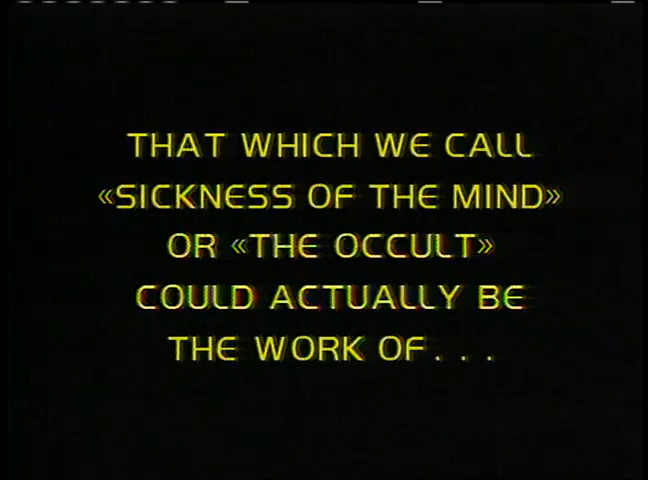 THAT WHICH WE CALL
«SICKNESS OF THE MIND»
OR «THE OCCULT»
COULD ACTUALLY BE
THE WORK OF...